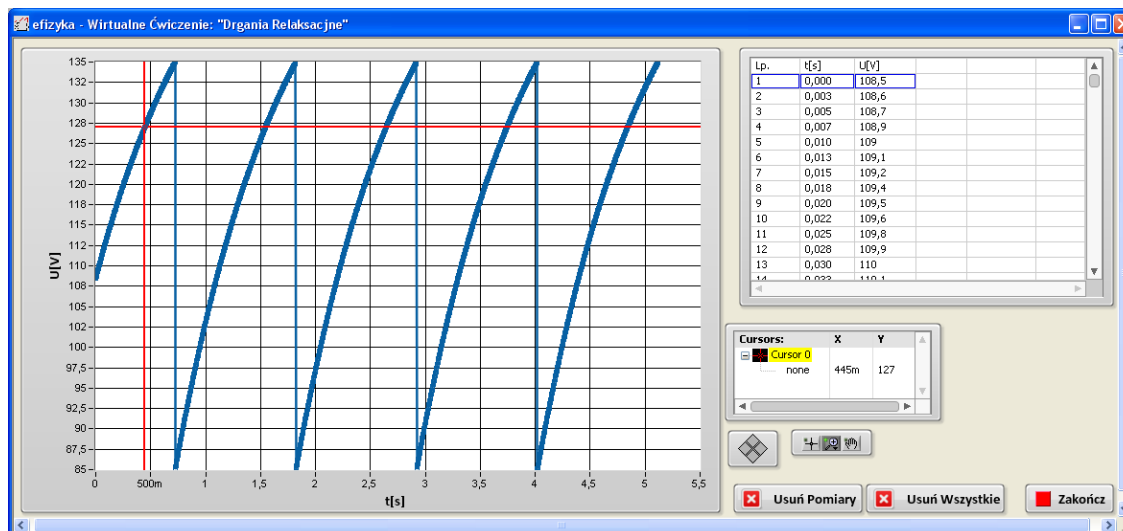 efizyka - Wirtualne Ćwiczenie: "Drgania Relaksacjne"
135
133
130
128
125
122
120
118
115
112
110
108
105
102
100
97,5
95
92,5
90
87,5
85
U[V]
0 500m 1 1,5 2 2,5 3 3,5 4 4,5 5 5,5
t[s]
Lp. t[s] U[V]
1 0,000 108,5
2 0,003 108,6
3 0,005 108,7
4 0,007 108,9
5 0,010 109
6 0,013 109,1
7 0,015 109,2
8 0,018 109,4
9 0,020 109,5
10 0,022 109,6
11 0,025 109,8
12 0,028 109,9
13 0,030 110
Cursors: X Y
Cursor 0
none 445m 127
Usuń Pomiary Usuń Wszystkie Zakończ